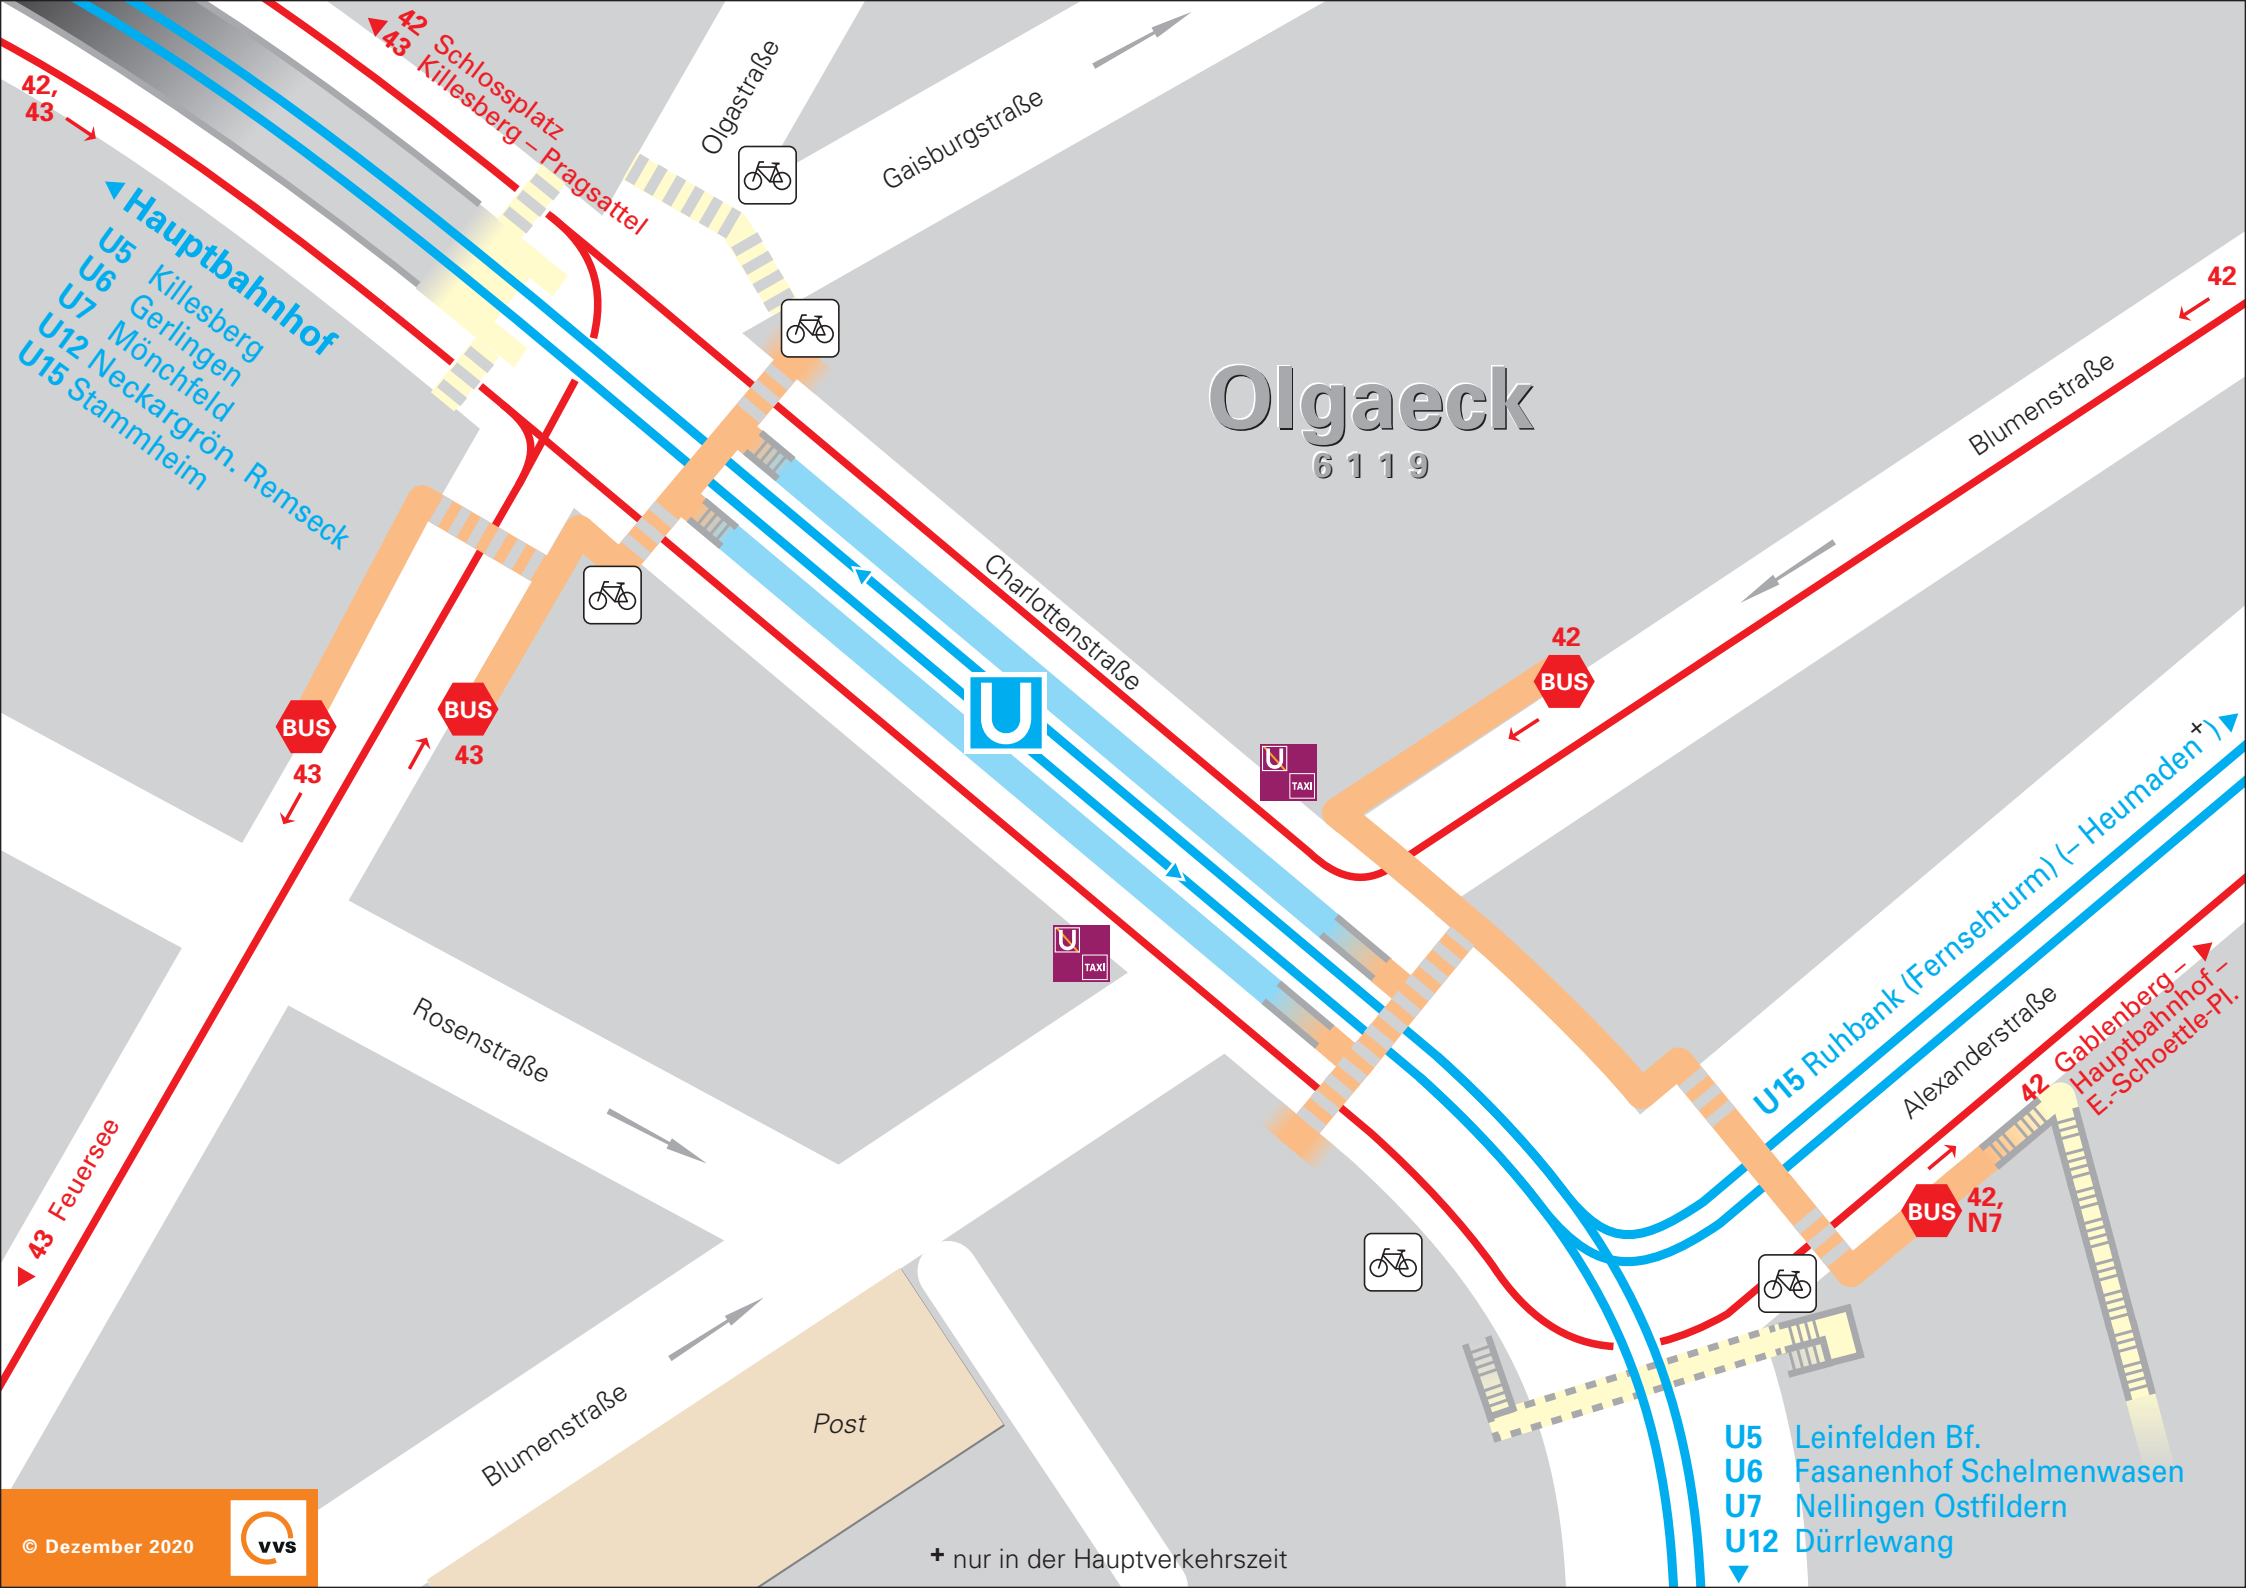 42 Schlossplatz
43 Killesberg – Pragsattel
42,
43
Olgastraße
Gaisburgstraße
Hauptbahnhof
U5 Killesberg
U6 Gerlingen
U7 Mönchfeld
U12 Neckargrön. Remseck
U15 Stammheim
42
Blumenstraße
Olgaeck
6119
Charlottenstraße
42
BUS
BUS
43
BUS
43
U
U
TAXI
U
TAXI
U15 Ruhbank (Fernsehturm) (– Heumaden+)
Alexanderstraße
42 Gablenberg –
Hauptbahnhof –
E.-Schoettle-Pl.
BUS
42,
N7
Rosenstraße
43 Feuersee
Blumenstraße
Post
U5 Leinfelden Bf.
U6 Fasanenhof Schelmenwasen
U7 Nellingen Ostfildern
U12 Dürrlewang
© Dezember 2020
vvs
+ nur in der Hauptverkehrszeit